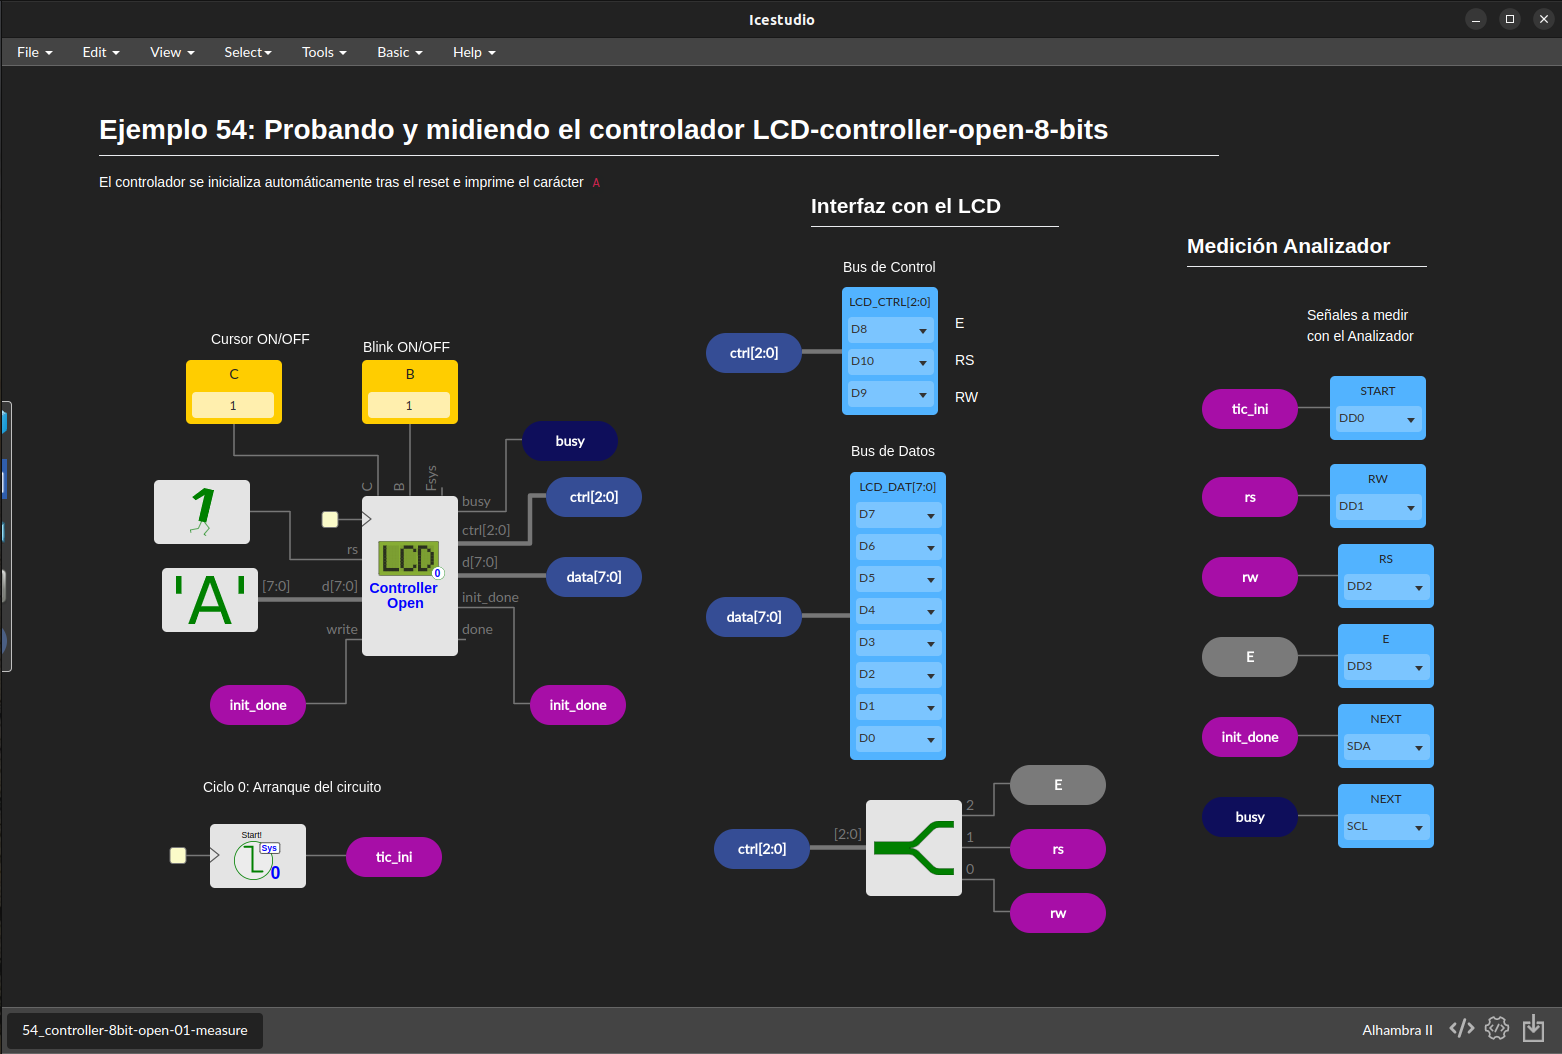 Icestudio
File Edit View Select Tools Basic Help
Ejemplo 54: Probando y midiendo el controlador LCD-controller-open-8-bits
El controlador se inicializa automáticamente tras el reset e imprime el carácter A
Cursor ON/OFF
C
1
Blink ON/OFF
B
1
busy
ctrl[2:0]
data[7:0]
C
B
Fsys
busy
ctrl[2:0]
d[7:0]
init_done
done
1
rs
'A'
[7:0]
d[7:0]
write
LCD
0
Controller
Open
init_done
init_done
Ciclo 0: Arranque del circuito
Start!
Sys
0
tic_ini
Interfaz con el LCD
Bus de Control
ctrl[2:0]
LCD_CTRL[2:0]
D8
D10
D9
E
RS
RW
Bus de Datos
data[7:0]
LCD_DAT[7:0]
D7
D6
D5
D4
D3
D2
D1
D0
ctrl[2:0]
[2:0]
2
1
0
E
rs
rw
Medición Analizador
Señales a medir
con el Analizador
tic_ini
START
DD0
rs
RW
DD1
rw
RS
DD2
E
E
DD3
init_done
NEXT
SDA
busy
NEXT
SCL
54_controller-8bit-open-01-measure
Alhambra II